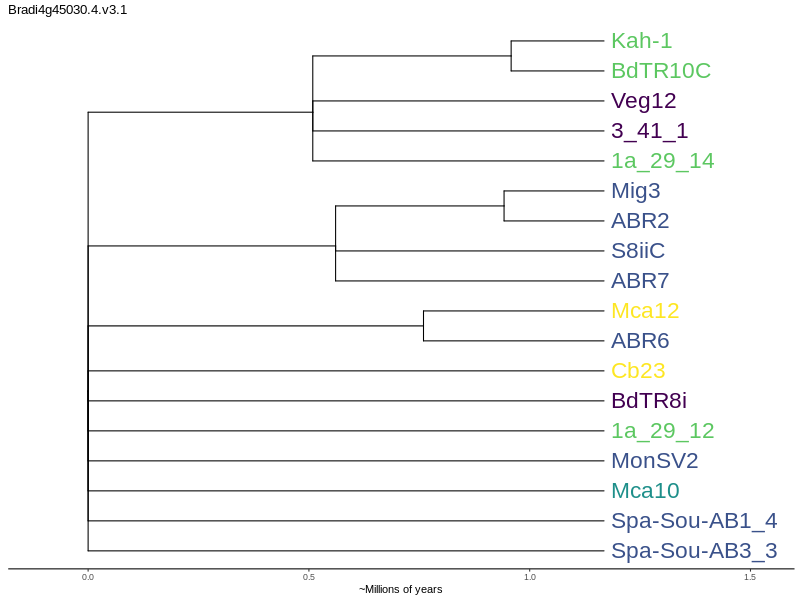 Bradi4g45030.4.v3.1
Kah-1
BdTR10C
Veg12
3_41_1
1a_29_14
Mig3
ABR2
S8iiC
ABR7
Mca12
ABR6
Cb23
BdTR8i
1a_29_12
MonSV2
Mca10
Spa-Sou-AB1_4
Spa-Sou-AB3_3
0.0 0.5 1.0 1.5
~Millions of years